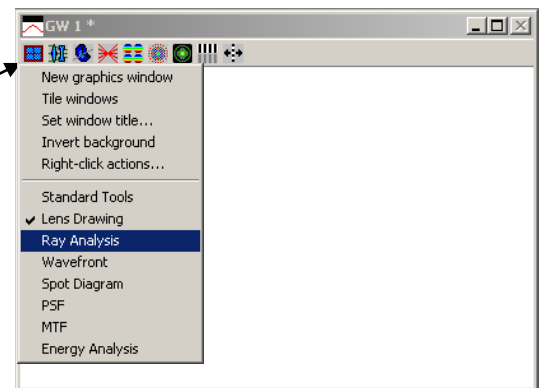 GW 1 *
New graphics window
Tile windows
Set window title...
Invert background
Right-click actions...
Standard Tools
Lens Drawing
Ray Analysis
Wavefront
Spot Diagram
PSF
MTF
Energy Analysis